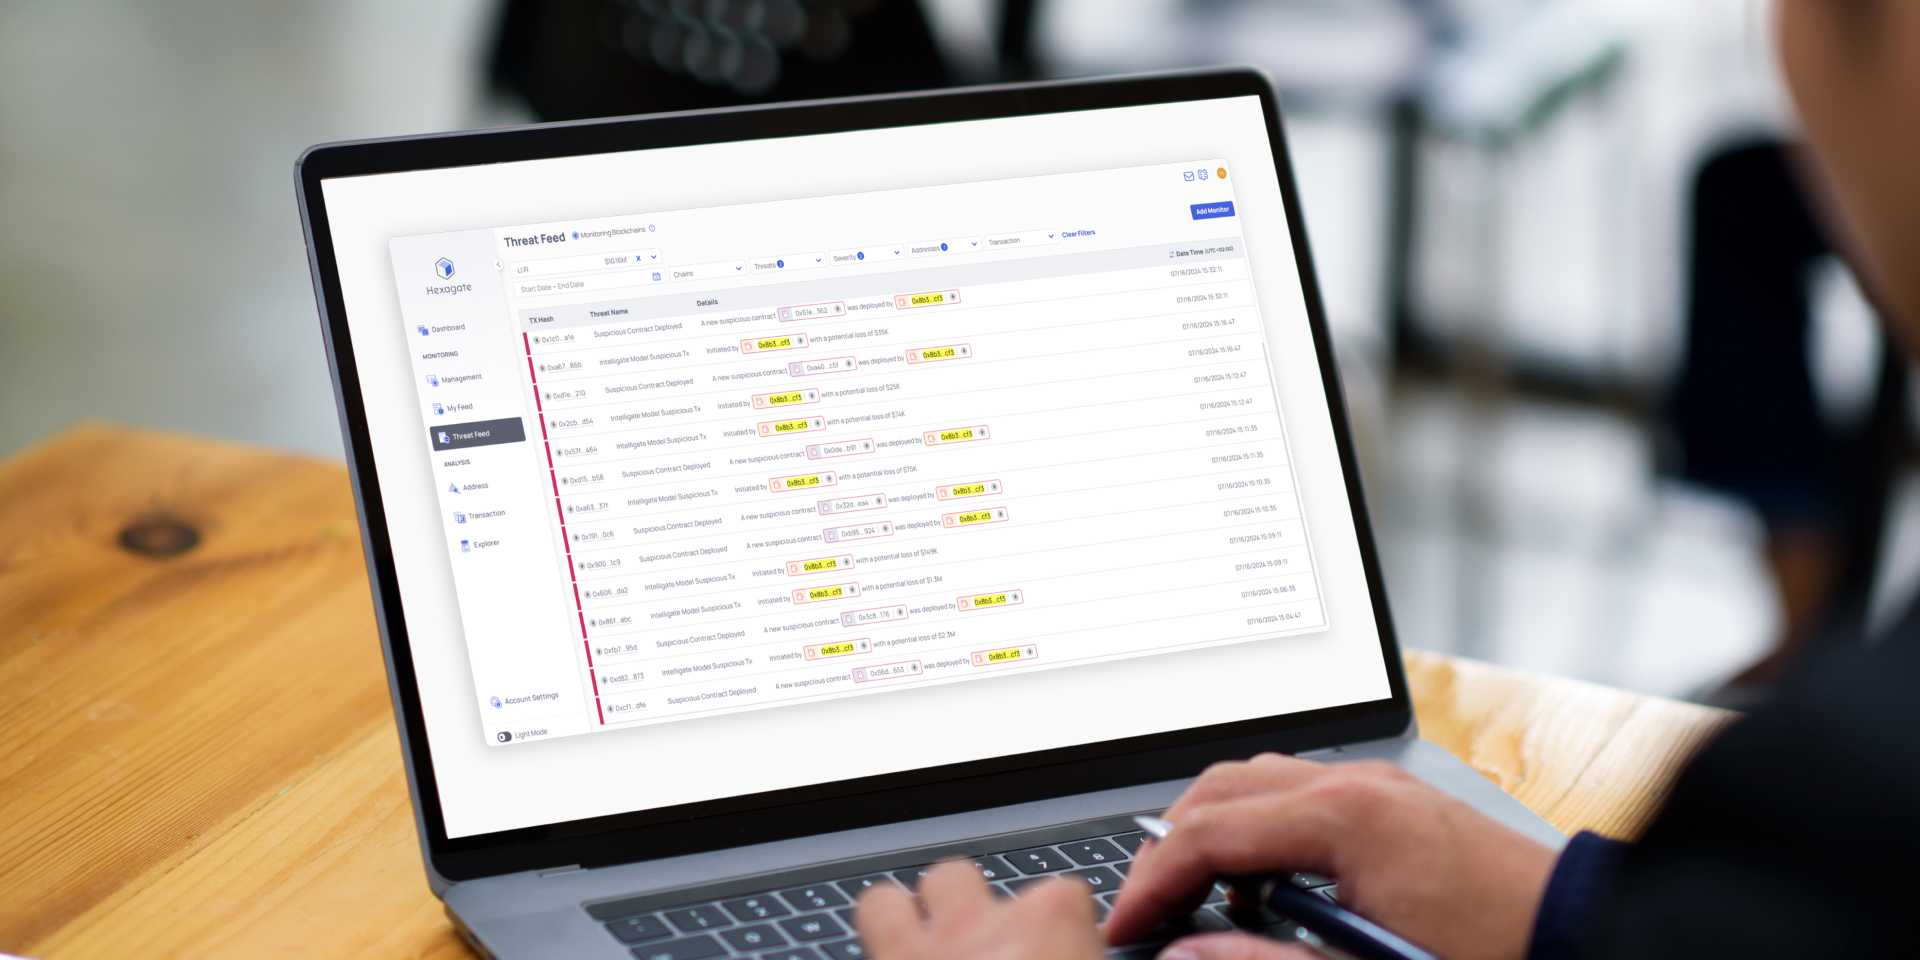 Hexagate
Dashboard
MONITORING
Management
My Feed
Threat Feed
ANALYSIS
Address
Transaction
Explorer
Account Settings
Light Mode
Threat Feed Monitoring Blockchains
Add Monitor
LI.FI $10.15M X
Start Date ~ End Date
Chains Threats Severity Addresses Transaction Clear Filters
TX Hash Threat Name Details Date Time (UTC +02:00)
0x1c0...a1e Suspicious Contract Deployed A new suspicious contract 0x51e...362 was deployed by 0x8b3...cf3 07/16/2024 15:32:11
0xa67...86b Intelligate Model Suspicious Tx Initiated by 0x8b3...cf3 with a potential loss of $35K 07/16/2024 15:32:11
0xd1e...210 Suspicious Contract Deployed A new suspicious contract 0xa40...c5f was deployed by 0x8b3...cf3 07/16/2024 15:16:47
0x2cb...d54 Intelligate Model Suspicious Tx Initiated by 0x8b3...cf3 with a potential loss of $25K 07/16/2024 15:16:47
0x57f...464 Intelligate Model Suspicious Tx Initiated by 0x8b3...cf3 with a potential loss of $74K 07/16/2024 15:12:47
0xd15...b58 Suspicious Contract Deployed A new suspicious contract 0x0de...b91 was deployed by 0x8b3...cf3 07/16/2024 15:12:47
0xa63...37f Intelligate Model Suspicious Tx Initiated by 0x8b3...cf3 with a potential loss of $75K 07/16/2024 15:11:35
0x191...0c6 Suspicious Contract Deployed A new suspicious contract 0x32d...ea4 was deployed by 0x8b3...cf3 07/16/2024 15:11:35
0x900...1c9 Suspicious Contract Deployed A new suspicious contract 0xb95...924 was deployed by 0x8b3...cf3 07/16/2024 15:10:35
0x606...da2 Intelligate Model Suspicious Tx Initiated by 0x8b3...cf3 with a potential loss of $149K 07/16/2024 15:10:35
0x86f...abc Intelligate Model Suspicious Tx Initiated by 0x8b3...cf3 with a potential loss of $1.3M 07/16/2024 15:09:11
0xfb7...95d Suspicious Contract Deployed A new suspicious contract 0x3c8...176 was deployed by 0x8b3...cf3 07/16/2024 15:09:11
0xd82...873 Intelligate Model Suspicious Tx Initiated by 0x8b3...cf3 with a potential loss of $2.3M 07/16/2024 15:06:35
0xcf1...dfe Suspicious Contract Deployed A new suspicious contract 0x56d...653 was deployed by 0x8b3...cf3 07/16/2024 15:04:47